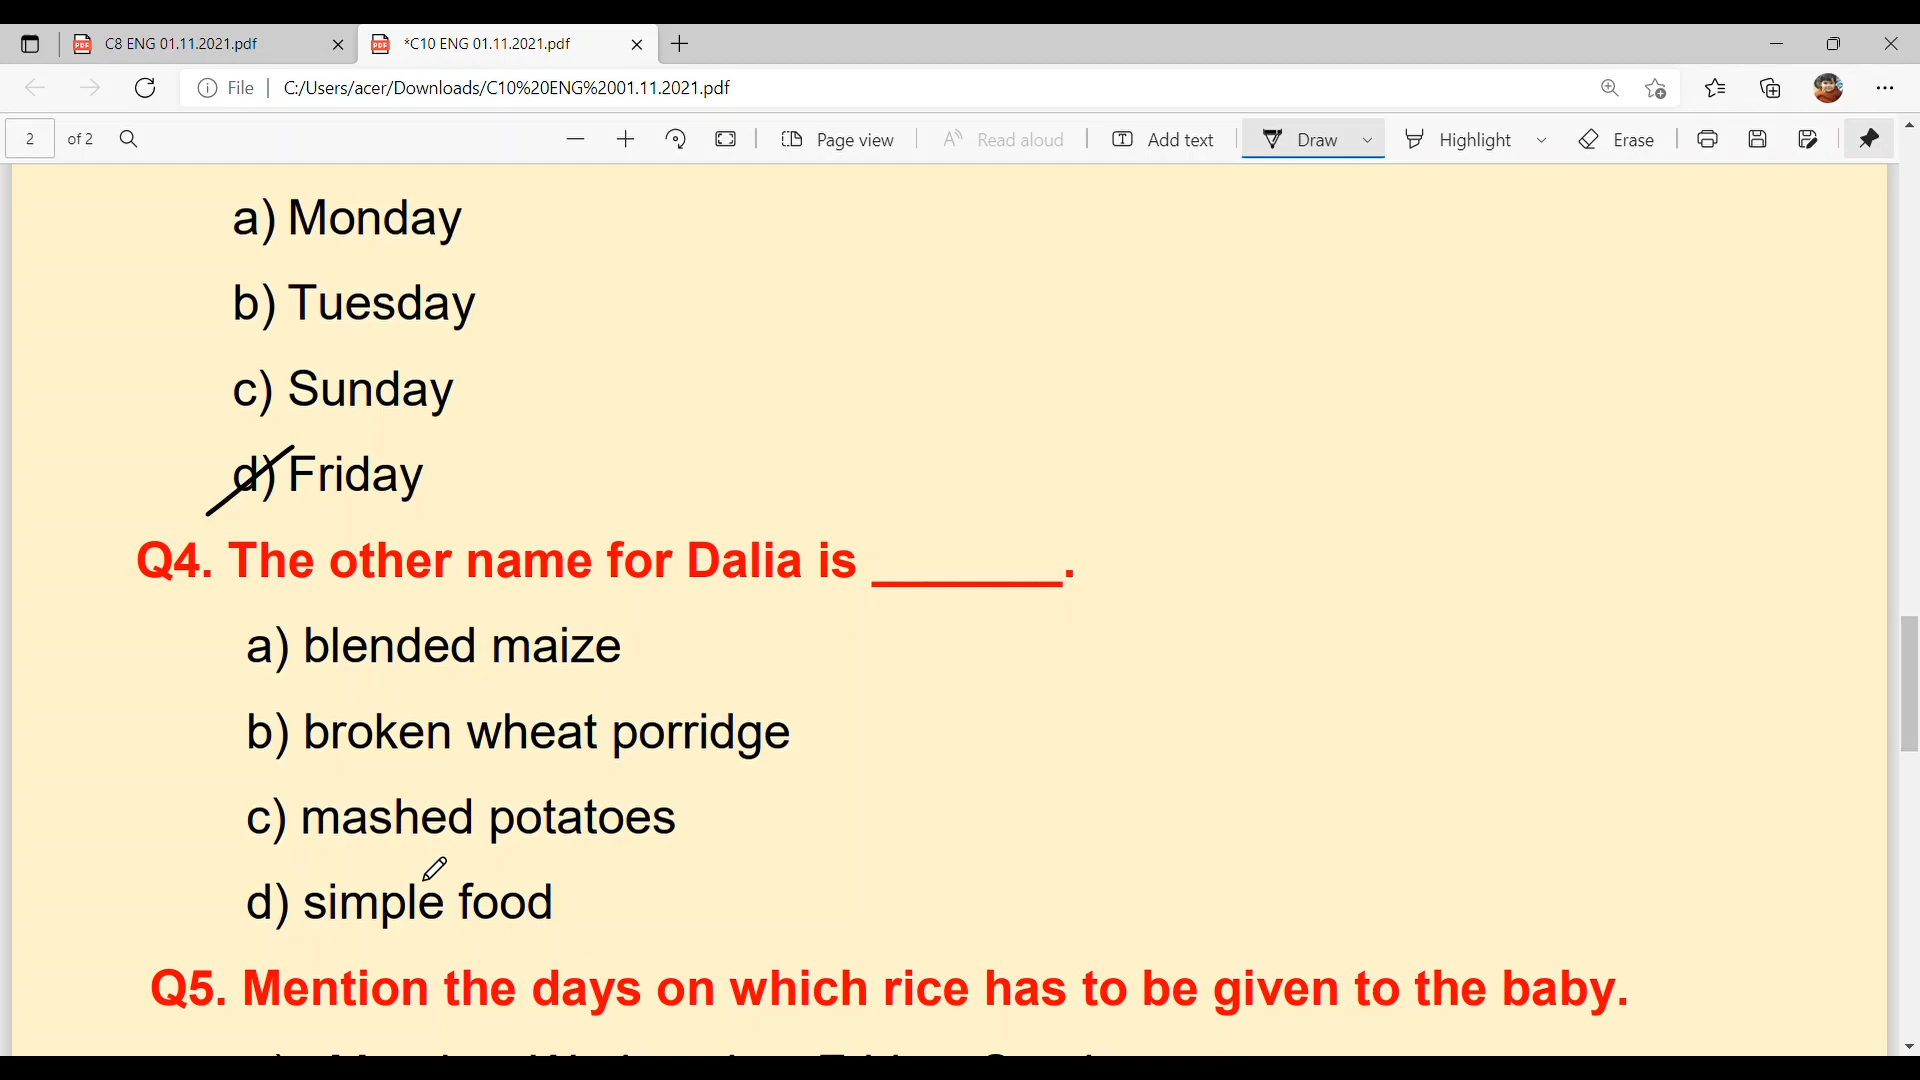 C8 ENG 01.11.2021.pdf
*C10 ENG 01.11.2021.pdf
File
C:/Users/acer/Downloads/C10%20ENG%2001.11.2021.pdf
2 of 2
Page view
Read aloud
Add text
Draw
Highlight
Erase
a) Monday
b) Tuesday
c) Sunday
d) Friday
Q4. The other name for Dalia is _______.
a) blended maize
b) broken wheat porridge
c) mashed potatoes
d) simple food
Q5. Mention the days on which rice has to be given to the baby.